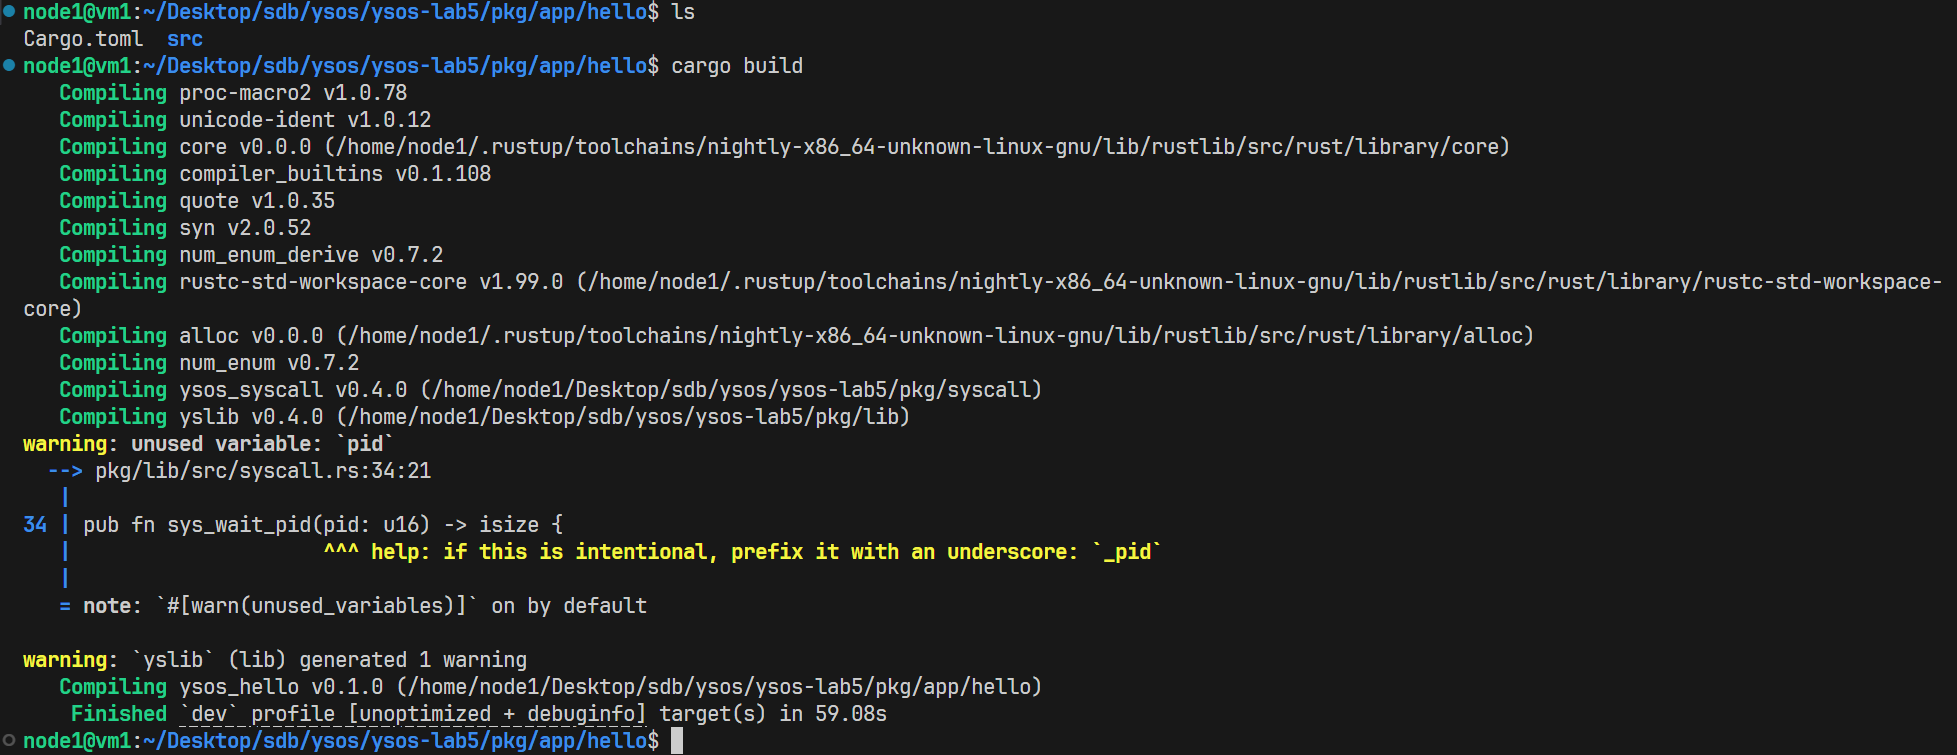 node1@vm1:~/Desktop/sdb/ysos/ysos-lab5/pkg/app/hello$ ls
Cargo.toml  src
node1@vm1:~/Desktop/sdb/ysos/ysos-lab5/pkg/app/hello$ cargo build
   Compiling proc-macro2 v1.0.78
   Compiling unicode-ident v1.0.12
   Compiling core v0.0.0 (/home/node1/.rustup/toolchains/nightly-x86_64-unknown-linux-gnu/lib/rustlib/src/rust/library/core)
   Compiling compiler_builtins v0.1.108
   Compiling quote v1.0.35
   Compiling syn v2.0.52
   Compiling num_enum_derive v0.7.2
   Compiling rustc-std-workspace-core v1.99.0 (/home/node1/.rustup/toolchains/nightly-x86_64-unknown-linux-gnu/lib/rustlib/src/rust/library/rustc-std-workspace-
core)
   Compiling alloc v0.0.0 (/home/node1/.rustup/toolchains/nightly-x86_64-unknown-linux-gnu/lib/rustlib/src/rust/library/alloc)
   Compiling num_enum v0.7.2
   Compiling ysos_syscall v0.4.0 (/home/node1/Desktop/sdb/ysos/ysos-lab5/pkg/syscall)
   Compiling yslib v0.4.0 (/home/node1/Desktop/sdb/ysos/ysos-lab5/pkg/lib)
warning: unused variable: `pid`
  --> pkg/lib/src/syscall.rs:34:21
   |
34 | pub fn sys_wait_pid(pid: u16) -> isize {
   |                     ^^^ help: if this is intentional, prefix it with an underscore: `_pid`
   |
   = note: `#[warn(unused_variables)]` on by default

warning: `yslib` (lib) generated 1 warning
   Compiling ysos_hello v0.1.0 (/home/node1/Desktop/sdb/ysos/ysos-lab5/pkg/app/hello)
    Finished `dev` profile [unoptimized + debuginfo] target(s) in 59.08s
node1@vm1:~/Desktop/sdb/ysos/ysos-lab5/pkg/app/hello$